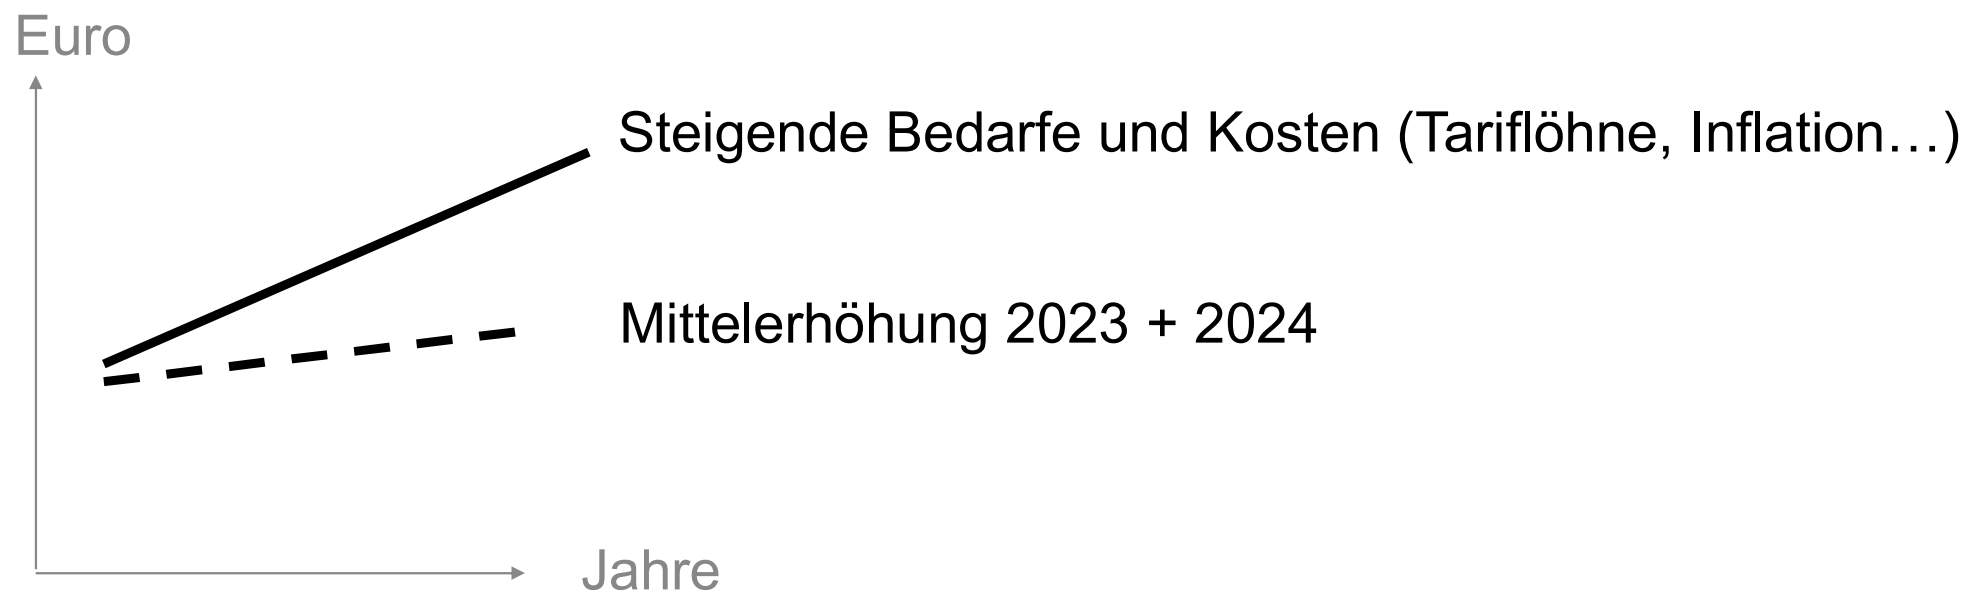 Euro
Steigende Bedarfe und Kosten (Tariflöhne, Inflation…)
Mittelerhöhung 2023 + 2024
Jahre